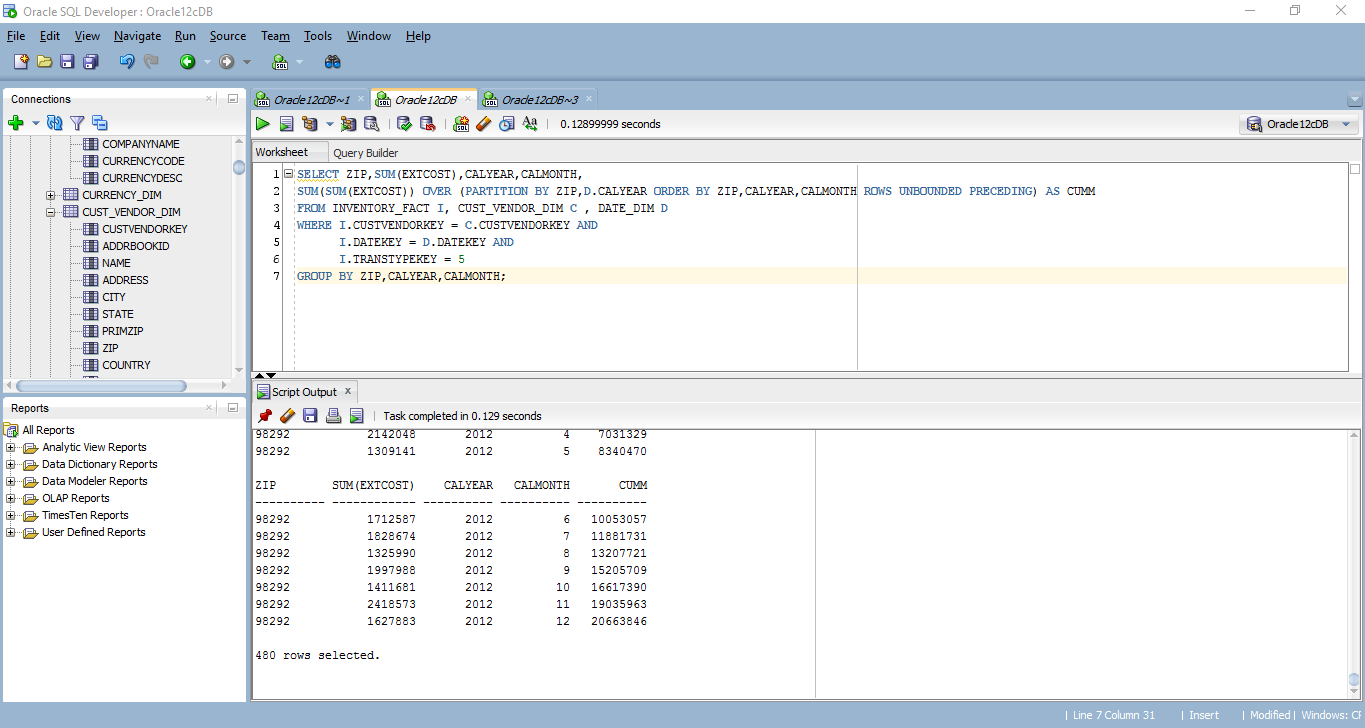 Oracle SQL Developer : Oracle12cDB
File Edit View Navigate Run Source Team Tools Window Help
Connections
COMPANYNAME
CURRENCYCODE
CURRENCYDESC
CURRENCY_DIM
CUST_VENDOR_DIM
CUSTVENDORKEY
ADDRBOOKID
NAME
ADDRESS
CITY
STATE
PRIMZIP
ZIP
COUNTRY
Reports
All Reports
Analytic View Reports
Data Dictionary Reports
Data Modeler Reports
OLAP Reports
TimesTen Reports
User Defined Reports
Oracle12cDB~1 Oracle12cDB Oracle12cDB~3
0.12899999 seconds
Oracle12cDB
Worksheet Query Builder
1 SELECT ZIP,SUM(EXTCOST),CALYEAR,CALMONTH,
2 SUM(SUM(EXTCOST)) OVER (PARTITION BY ZIP,D.CALYEAR ORDER BY ZIP,CALYEAR,CALMONTH ROWS UNBOUNDED PRECEDING) AS CUMM
3 FROM INVENTORY_FACT I, CUST_VENDOR_DIM C , DATE_DIM D
4 WHERE I.CUSTVENDORKEY = C.CUSTVENDORKEY AND
5 I.DATEKEY = D.DATEKEY AND
6 I.TRANSTYPEKEY = 5
7 GROUP BY ZIP,CALYEAR,CALMONTH;
Script Output x
Task completed in 0.129 seconds
98292 2142048 2012 4 7031329
98292 1309141 2012 5 8340470
ZIP SUM(EXTCOST) CALYEAR CALMONTH CUMM
---------- ------------ ---------- ---------- ----------
98292 1712587 2012 6 10053057
98292 1828674 2012 7 11881731
98292 1325990 2012 8 13207721
98292 1997988 2012 9 15205709
98292 1411681 2012 10 16617390
98292 2418573 2012 11 19035963
98292 1627883 2012 12 20663846
480 rows selected.
| Line 7 Column 31 | Insert | Modified | Windows: CF